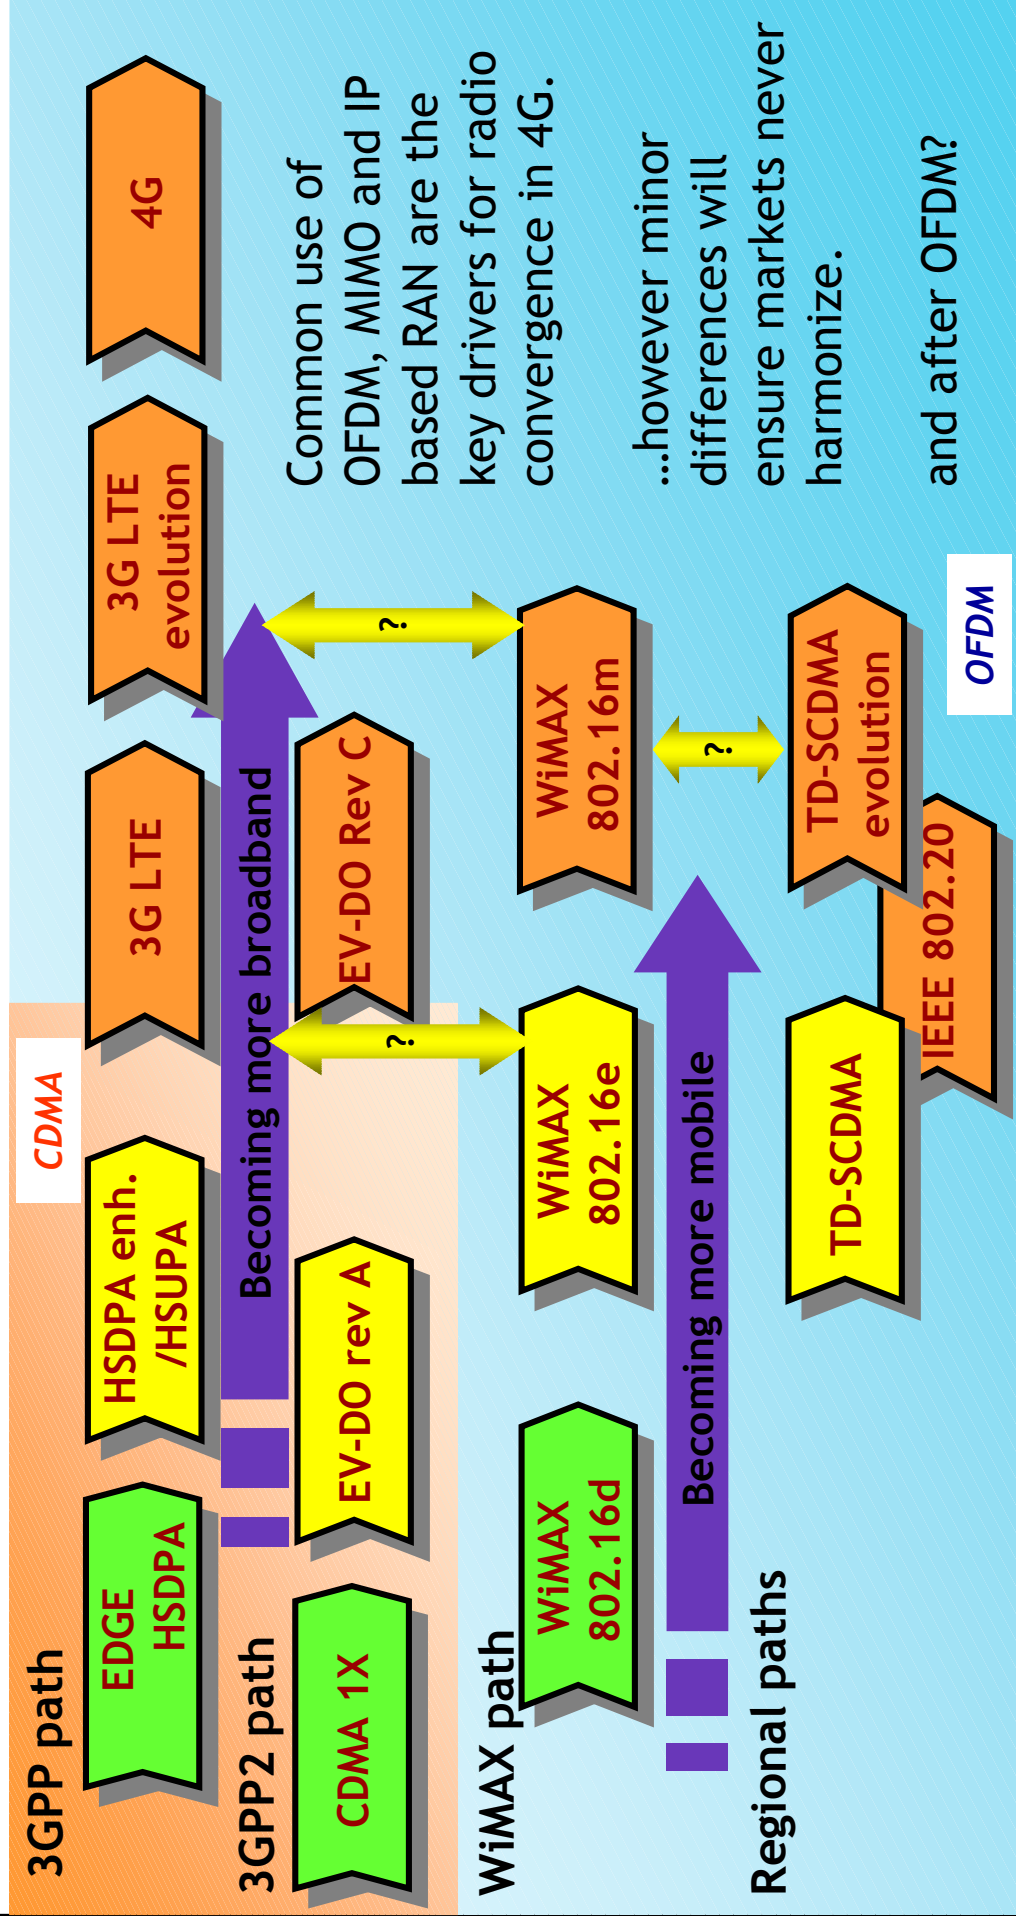 3GPP path
CDMA
EDGE
HSDPA
HSDPA enh.
/HSUPA
3G LTE
3G LTE
evolution
4G
Becoming more broadband
3GPP2 path
CDMA 1X
EV-DO rev A
EV-DO Rev C
?
?
WiMAX path
WiMAX
802.16d
WiMAX
802.16e
WiMAX
802.16m
Becoming more mobile
?
Regional paths
TD-SCDMA
TD-SCDMA
evolution
IEEE 802.20
OFDM
Common use of
OFDM, MIMO and IP
based RAN are the
key drivers for radio
convergence in 4G.
…however minor
differences will
ensure markets never
harmonize.
and after OFDM?